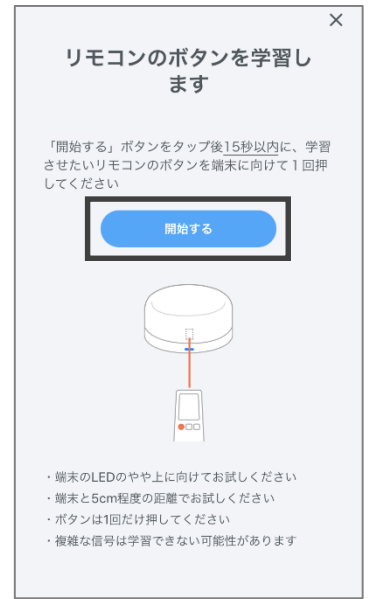 リモコンのボタンを学習し
ます
「開始する」ボタンをタップ後15秒以内に、学習
させたいリモコンのボタンを端末に向けて1回押
してください
開始する
・端末のLEDのやや上に向けてお試しください
・端末と5cm程度の距離でお試しください
・ボタンは1回だけ押してください
・複雑な信号は学習できない可能性があります